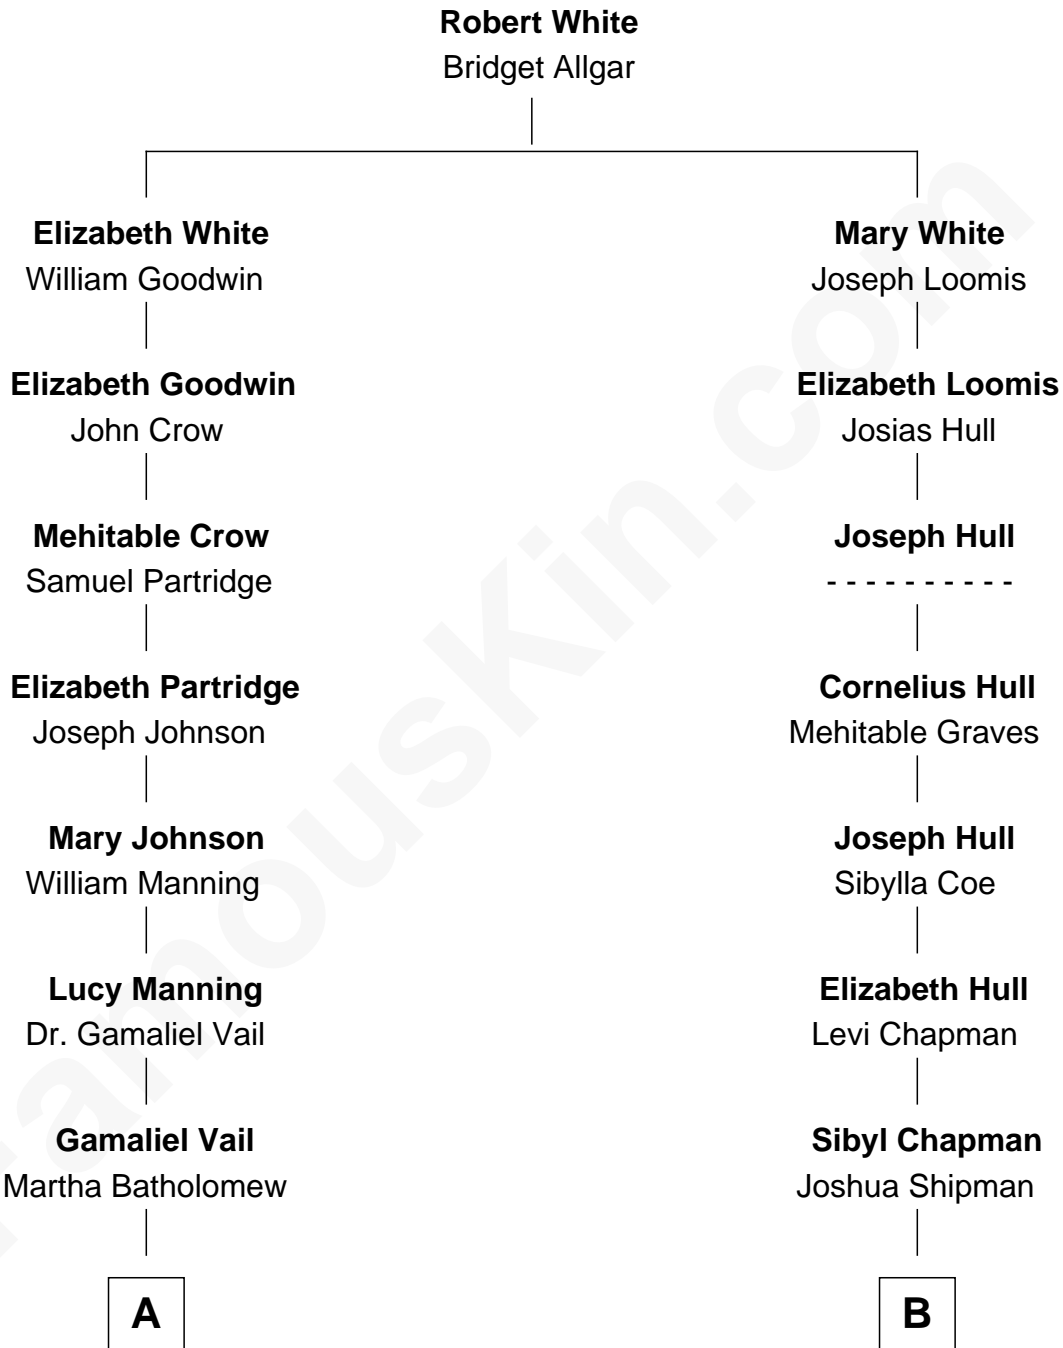 Robert White
Bridget Allgar
Elizabeth White
William Goodwin
Mary White
Joseph Loomis
Elizabeth Goodwin
John Crow
Elizabeth Loomis
Josias Hull
Mehitable Crow
Samuel Partridge
Joseph Hull
- - - - - - - - - -
Elizabeth Partridge
Joseph Johnson
Cornelius Hull
Mehitable Graves
Mary Johnson
William Manning
Joseph Hull
Sibylla Coe
Lucy Manning
Dr. Gamaliel Vail
Elizabeth Hull
Levi Chapman
Gamaliel Vail
Martha Batholomew
Sibyl Chapman
Joshua Shipman
A
B
FamousKin.com